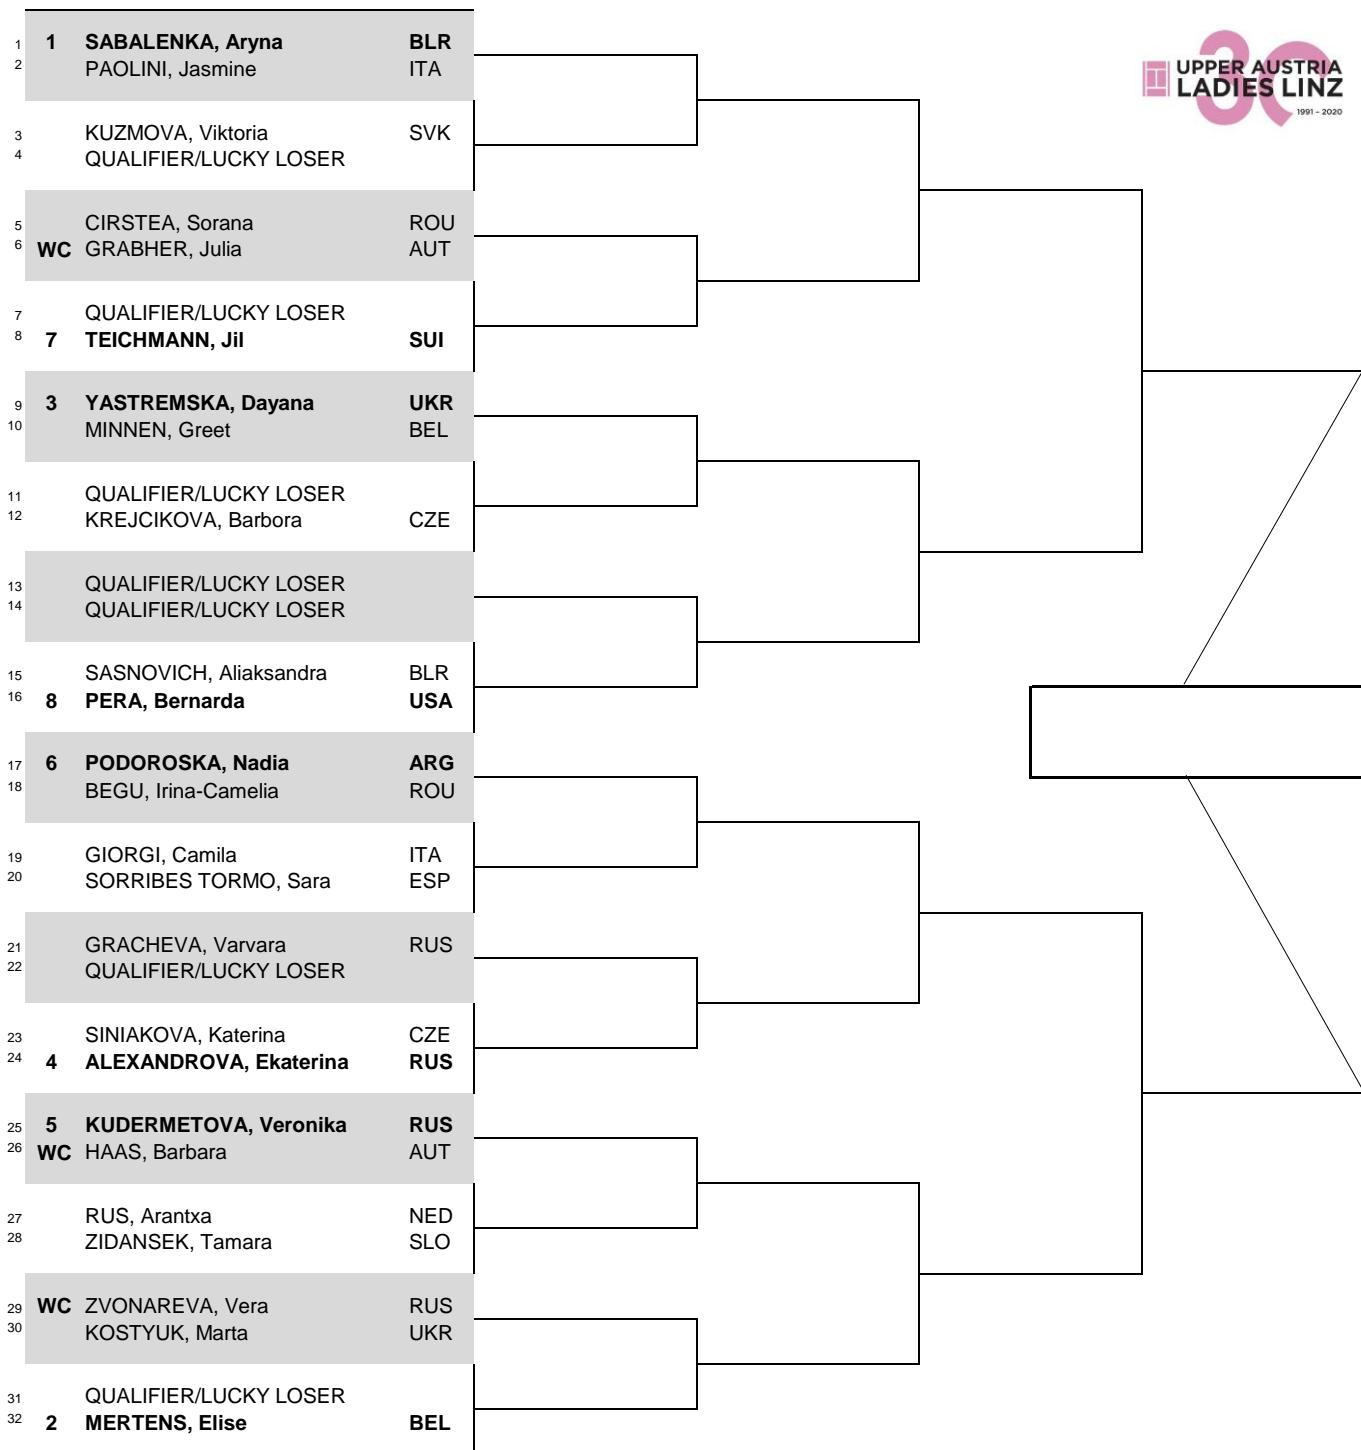 1 1 SABALENKA, Aryna BLR
2 PAOLINI, Jasmine ITA
UPPER AUSTRIA
LADIES LINZ
30
1991 - 2020
3 KUZMOVA, Viktoria SVK
4 QUALIFIER/LUCKY LOSER
5 CIRSTEA, Sorana ROU
6 WC GRABHER, Julia AUT
7 QUALIFIER/LUCKY LOSER
8 7 TEICHMANN, Jil SUI
9 3 YASTREMSKA, Dayana UKR
10 MINNEN, Greet BEL
11 QUALIFIER/LUCKY LOSER
12 KREJCIKOVA, Barbora CZE
13 QUALIFIER/LUCKY LOSER
14 QUALIFIER/LUCKY LOSER
15 SASNOVICH, Aliaksandra BLR
16 8 PERA, Bernarda USA
17 6 PODOROSKA, Nadia ARG
18 BEGU, Irina-Camelia ROU
19 GIORGI, Camila ITA
20 SORRIBES TORMO, Sara ESP
21 GRACHEVA, Varvara RUS
22 QUALIFIER/LUCKY LOSER
23 SINIAKOVA, Katerina CZE
24 4 ALEXANDROVA, Ekaterina RUS
25 5 KUDERMETOVA, Veronika RUS
26 WC HAAS, Barbara AUT
27 RUS, Arantxa NED
28 ZIDANSEK, Tamara SLO
29 WC ZVONAREVA, Vera RUS
30 KOSTYUK, Marta UKR
31 QUALIFIER/LUCKY LOSER
32 2 MERTENS, Elise BEL